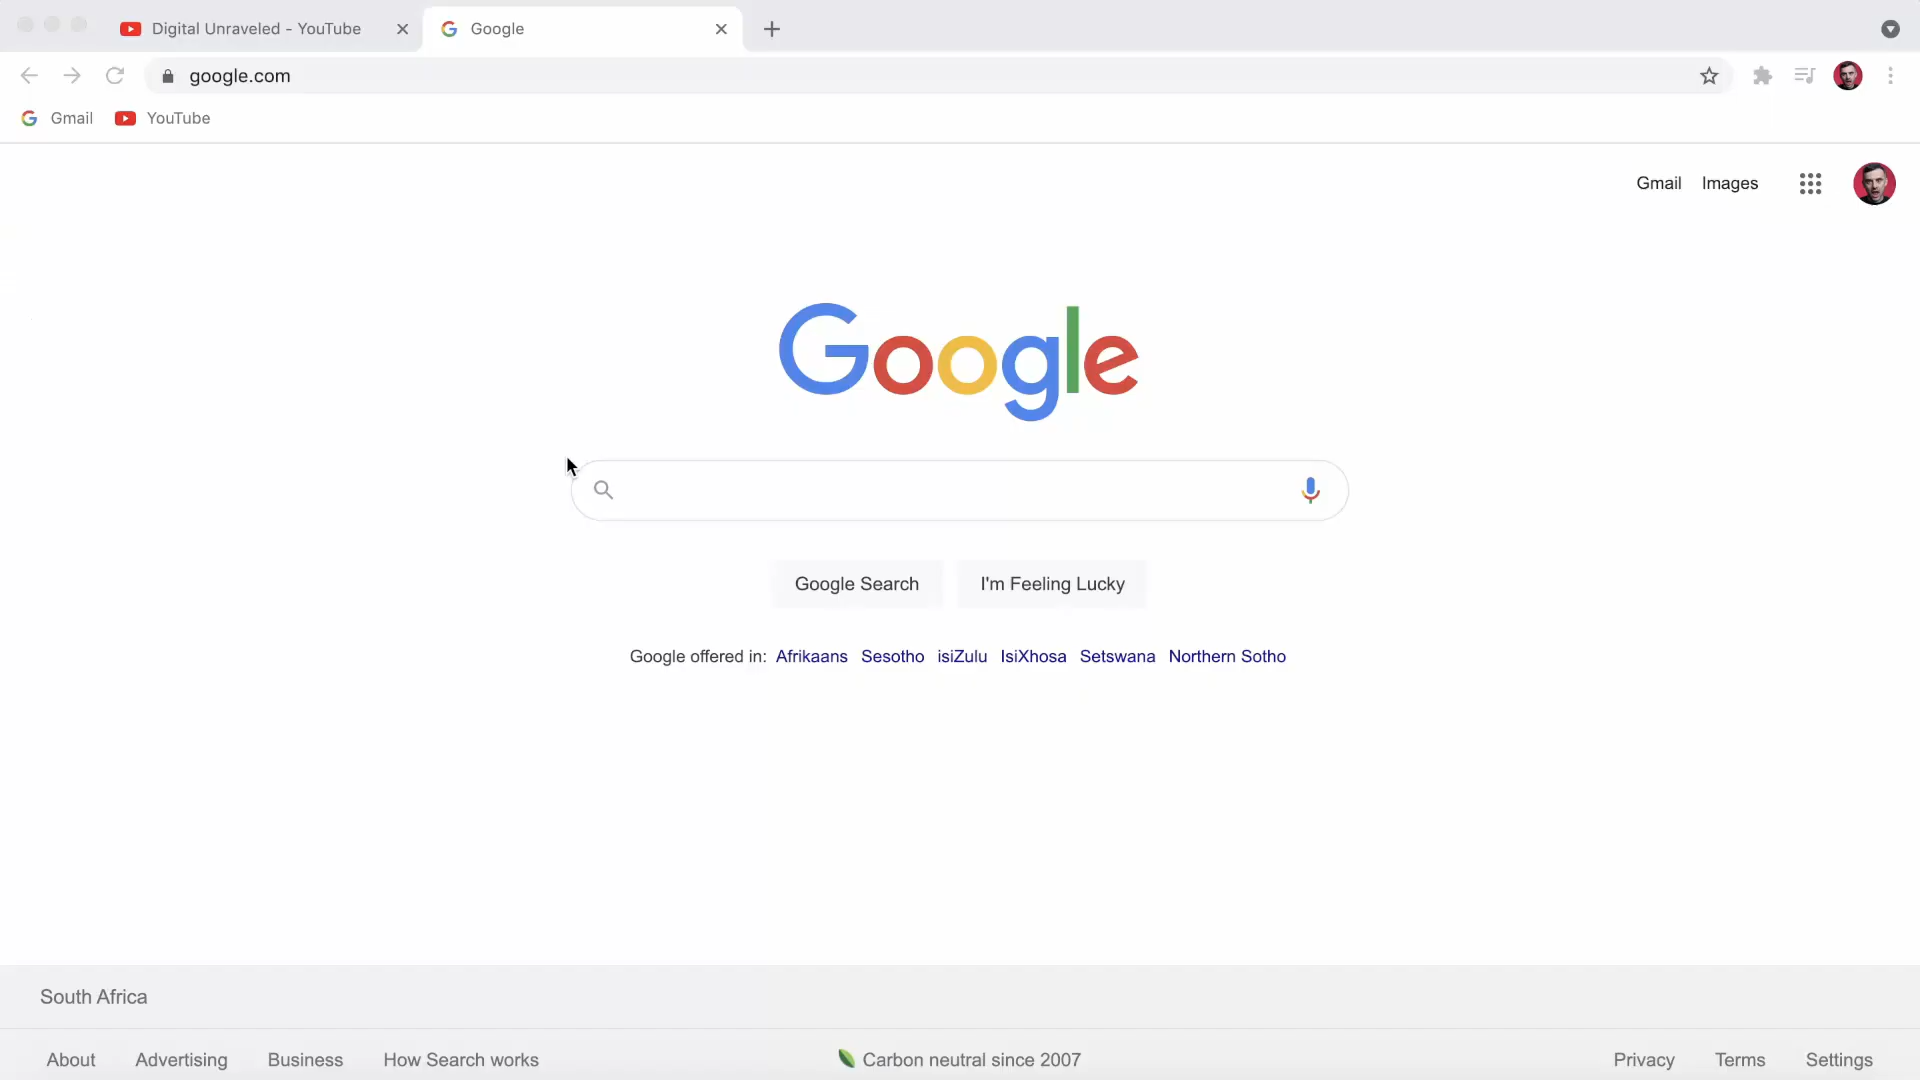 Digital Unraveled - YouTube
Google
google.com
Gmail YouTube
Gmail Images
Google
Google Search I'm Feeling Lucky
Google offered in: Afrikaans Sesotho isiZulu IsiXhosa Setswana Northern Sotho
South Africa
About Advertising Business How Search works Carbon neutral since 2007 Privacy Terms Settings